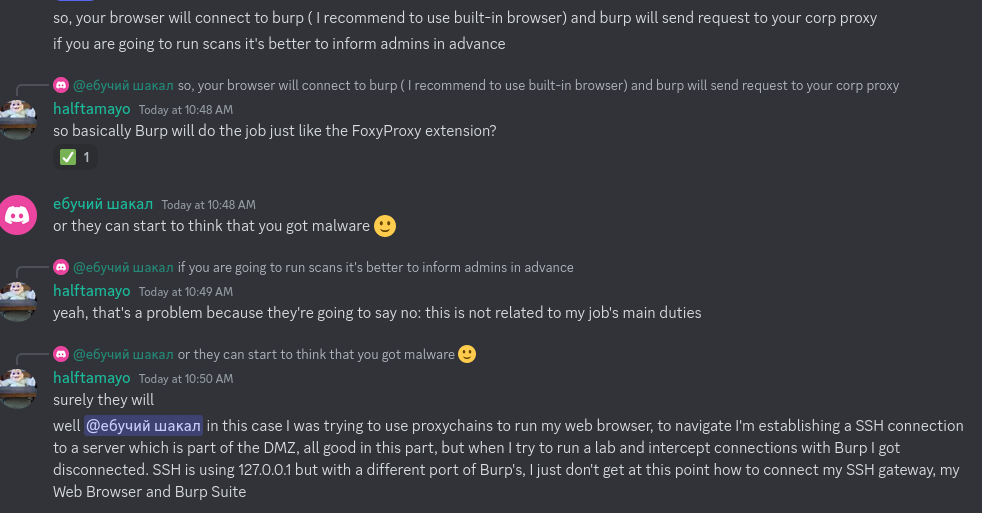 so, your browser will connect to burp ( I recommend to use built-in browser) and burp will send request to your corp proxy
if you are going to run scans it's better to inform admins in advance
@ебучий шакал so, your browser will connect to burp ( I recommend to use built-in browser) and burp will send request to your corp proxy
halftamayo Today at 10:48 AM
so basically Burp will do the job just like the FoxyProxy extension?
✅ 1
ебучий шакал Today at 10:48 AM
or they can start to think that you got malware 🙂
@ебучий шакал if you are going to run scans it's better to inform admins in advance
halftamayo Today at 10:49 AM
yeah, that's a problem because they're going to say no: this is not related to my job's main duties
@ебучий шакал or they can start to think that you got malware 🙂
halftamayo Today at 10:50 AM
surely they will
well @ебучий шакал in this case I was trying to use proxychains to run my web browser, to navigate I'm establishing a SSH connection
to a server which is part of the DMZ, all good in this part, but when I try to run a lab and intercept connections with Burp I got
disconnected. SSH is using 127.0.0.1 but with a different port of Burp's, I just don't get at this point how to connect my SSH gateway, my
Web Browser and Burp Suite